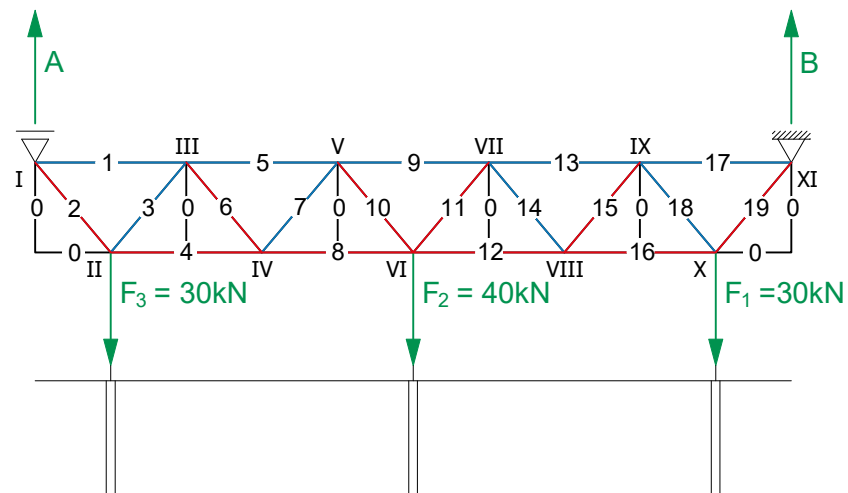 A B
III V VII IX
1 5 9 13 17
I XI
0 2 3 0 6 7 0 10 11 0 14 15 0 18 19 0
0 4 8 12 16 0
II IV VI VIII X
F₃ = 30kN F₂ = 40kN F₁ =30kN